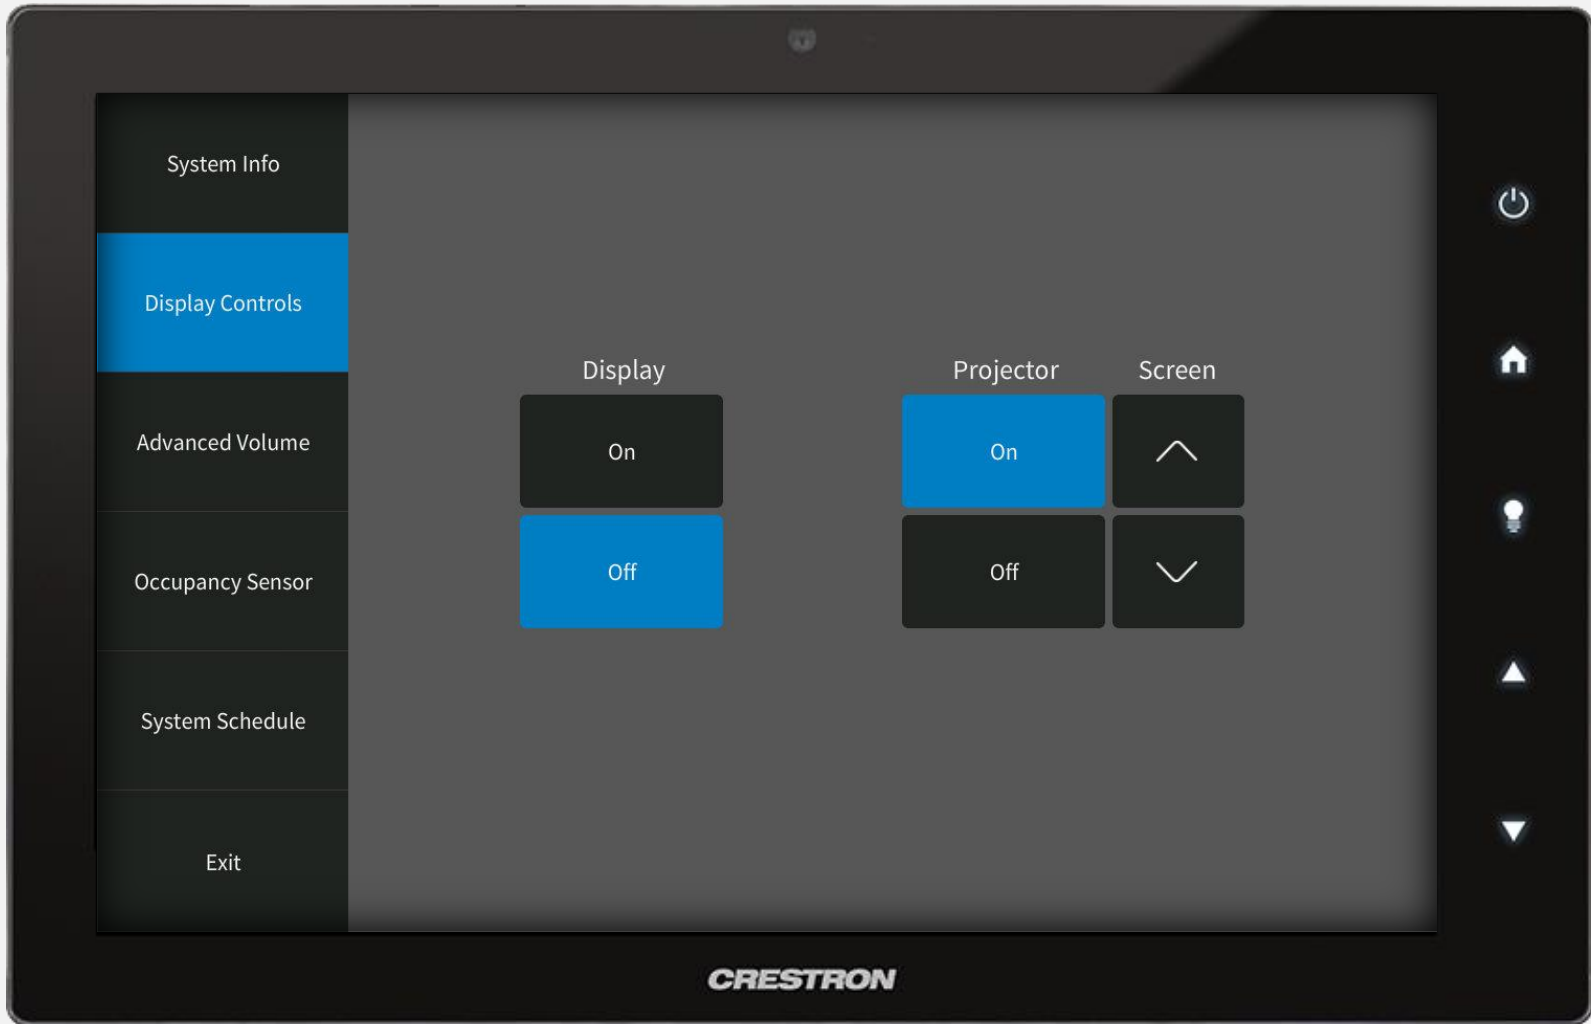 System Info
Display Controls
Advanced Volume
Occupancy Sensor
System Schedule
Exit
Display
On
Off
Projector
On
Off
Screen
CRESTRON